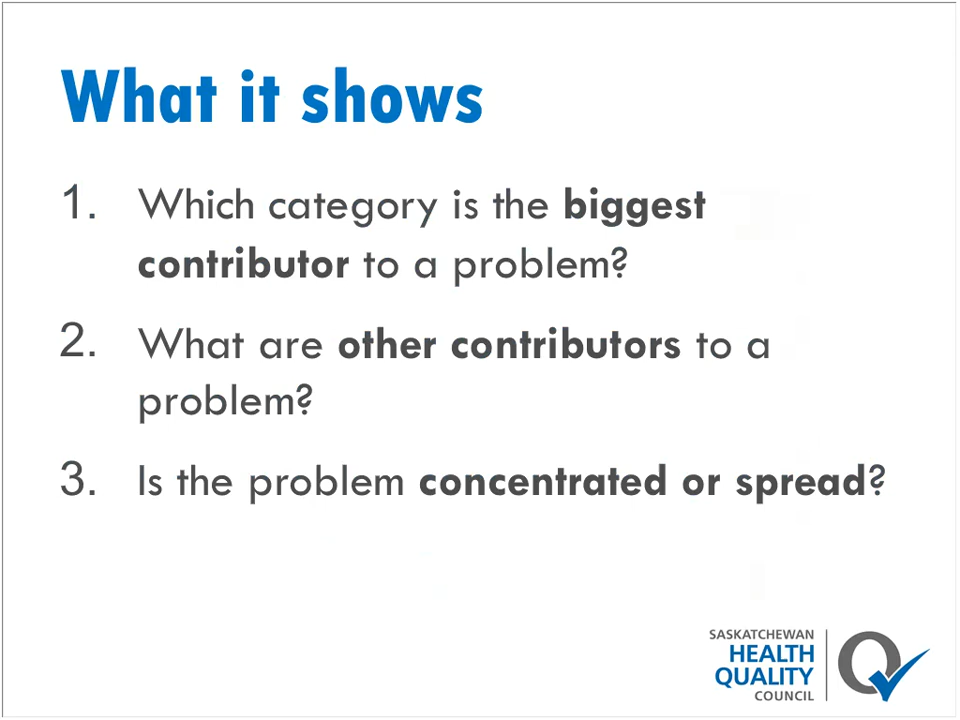 What it shows
1. Which category is the biggest
contributor to a problem?
2. What are other contributors to a
problem?
3. Is the problem concentrated or spread?
SASKATCHEWAN
HEALTH
QUALITY
COUNCIL
Q